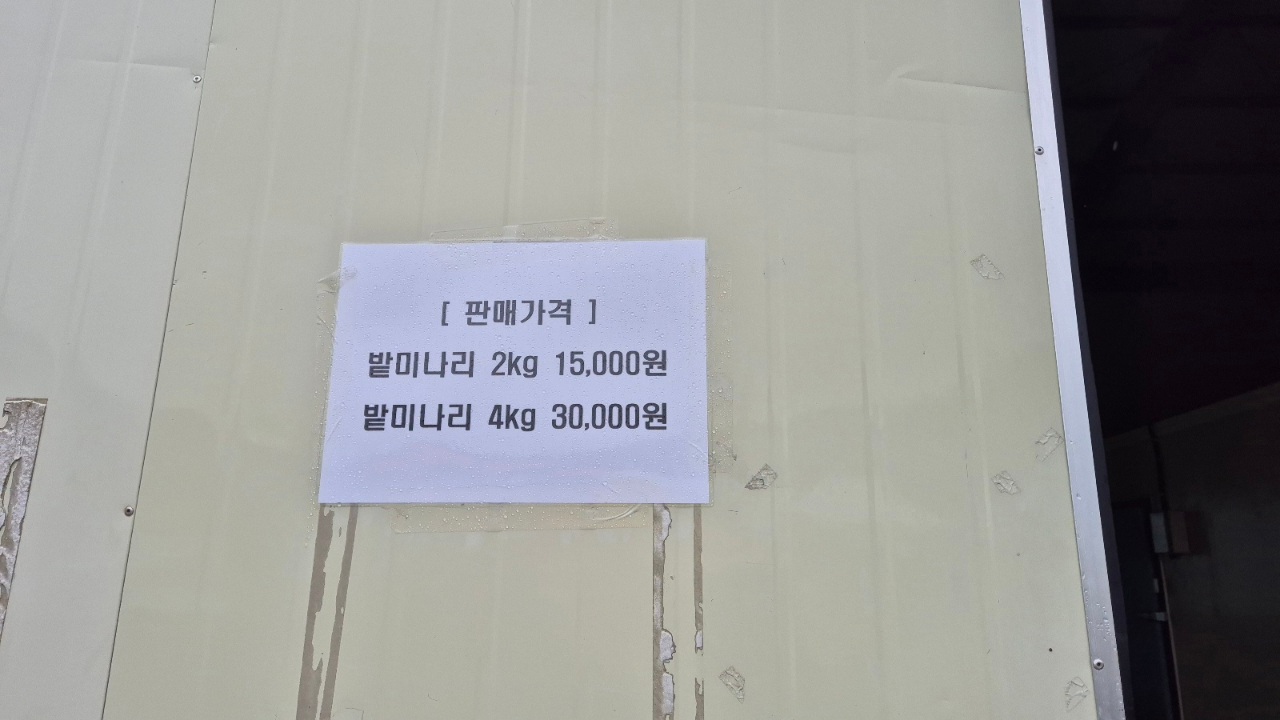 [ 판매가격 ]
밭미나리 2kg 15,000원
밭미나리 4kg 30,000원